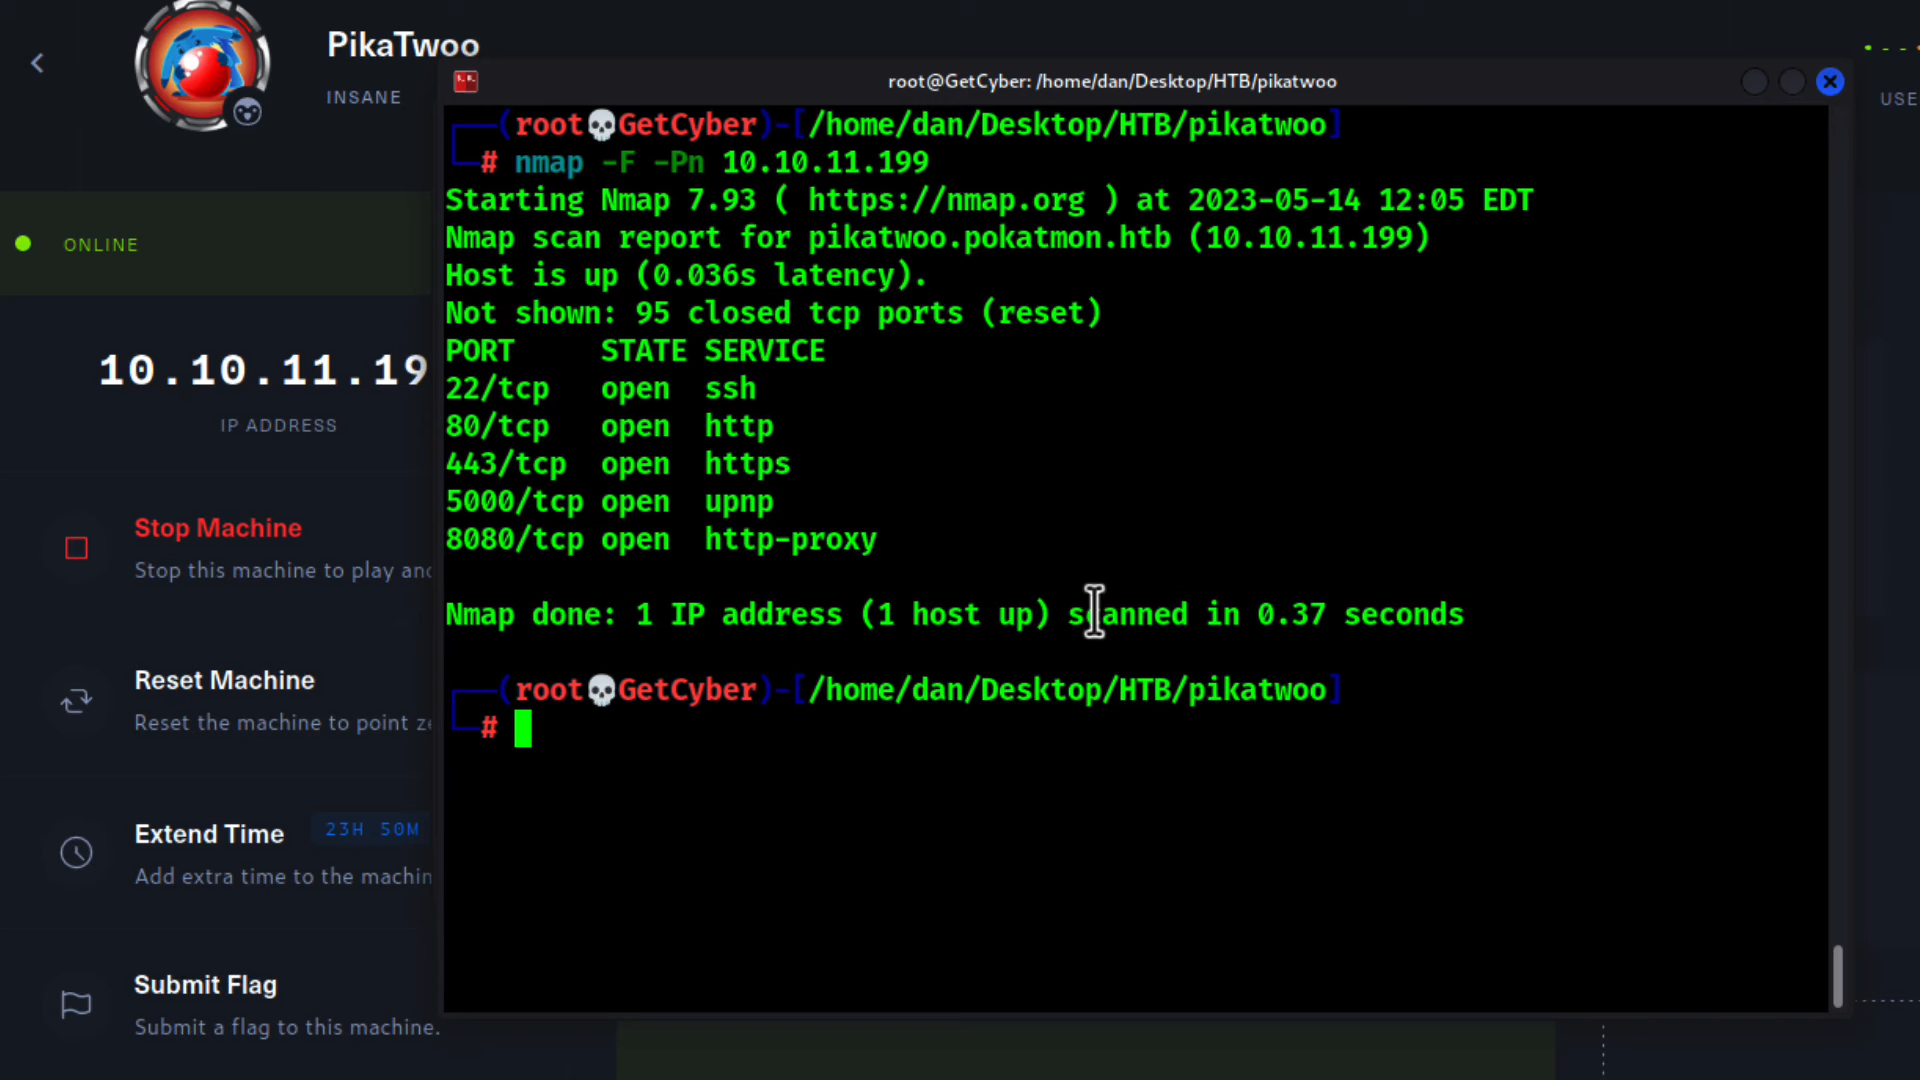 PikaTwoo
INSANE
ONLINE
10.10.11.19
IP ADDRESS
Stop Machine
Stop this machine to play
Reset Machine
Reset the machine to point
Extend Time
23H 50M
Add extra time to the
Submit Flag
Submit a flag to this machine.
root@GetCyber: /home/dan/Desktop/HTB/pikatwoo
(root💀GetCyber)-[/home/dan/Desktop/HTB/pikatwoo]
# nmap -F -Pn 10.10.11.199
Starting Nmap 7.93 ( https://nmap.org ) at 2023-05-14 12:05 EDT
Nmap scan report for pikatwoo.pokatmon.htb (10.10.11.199)
Host is up (0.036s latency).
Not shown: 95 closed tcp ports (reset)
PORT     STATE SERVICE
22/tcp   open  ssh
80/tcp   open  http
443/tcp  open  https
5000/tcp open  upnp
8080/tcp open  http-proxy
Nmap done: 1 IP address (1 host up) scanned in 0.37 seconds
(root💀GetCyber)-[/home/dan/Desktop/HTB/pikatwoo]
#